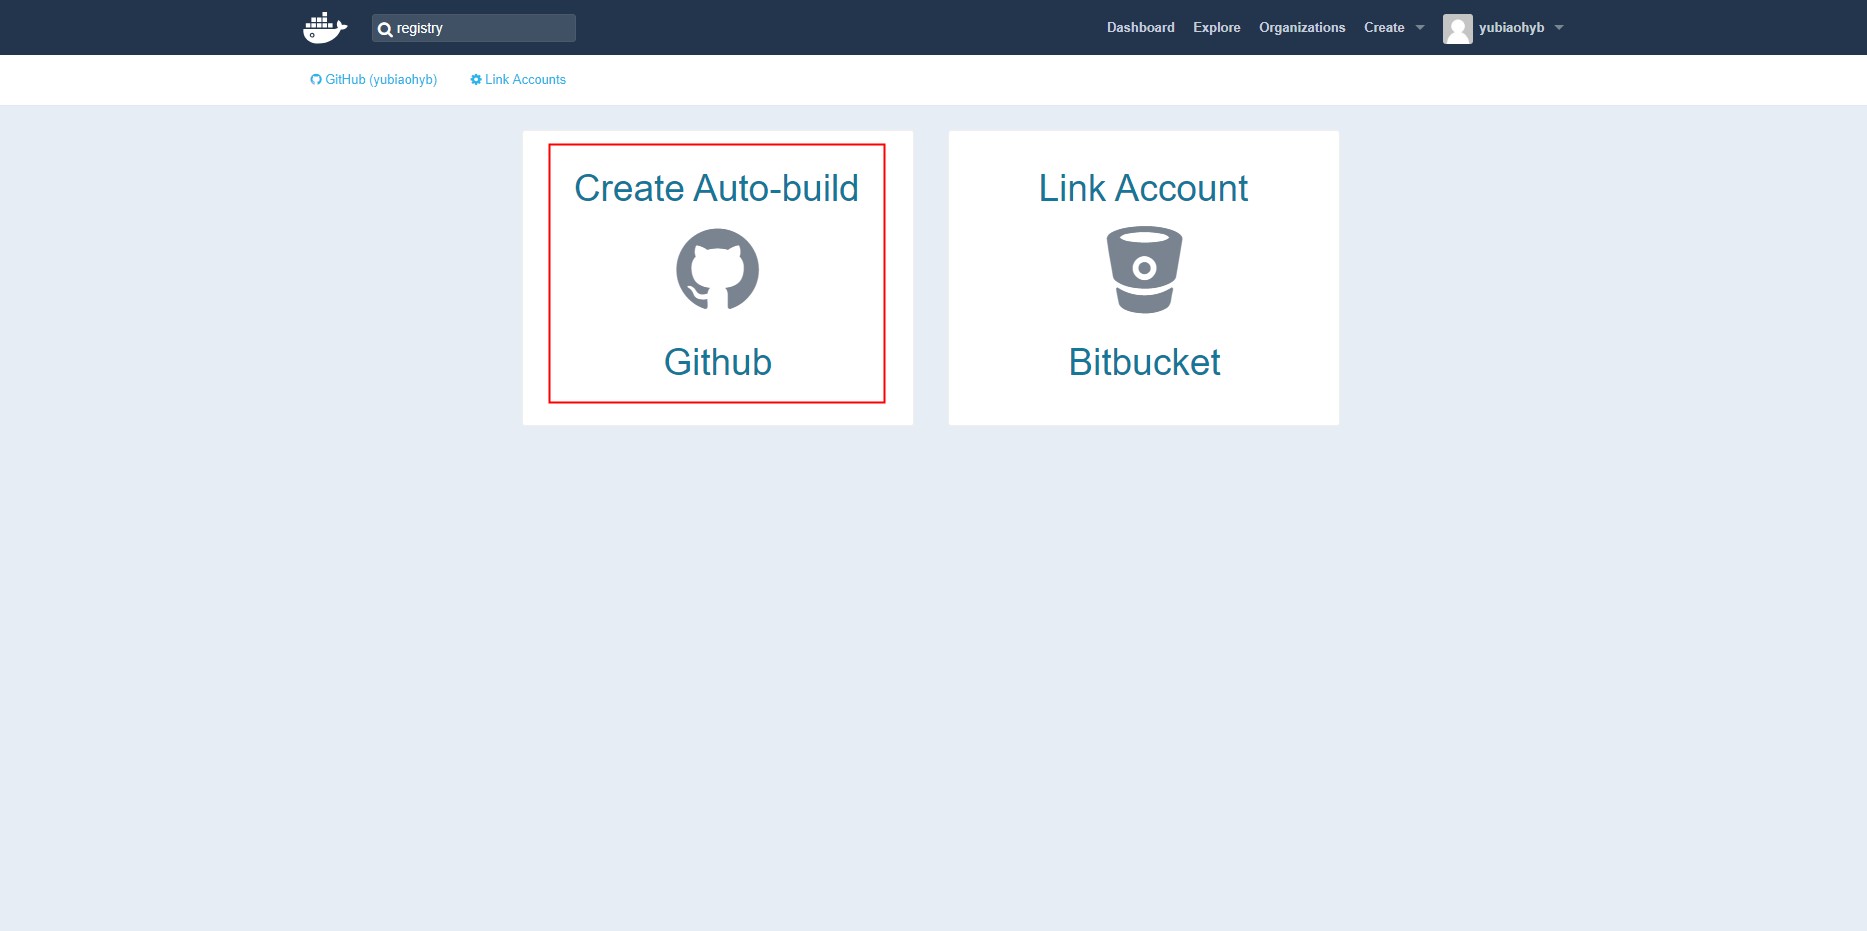 registry
Dashboard Explore Organizations Create yubiaohyb
GitHub (yubiaohyb) Link Accounts
Create Auto-build
Github
Link Account
Bitbucket